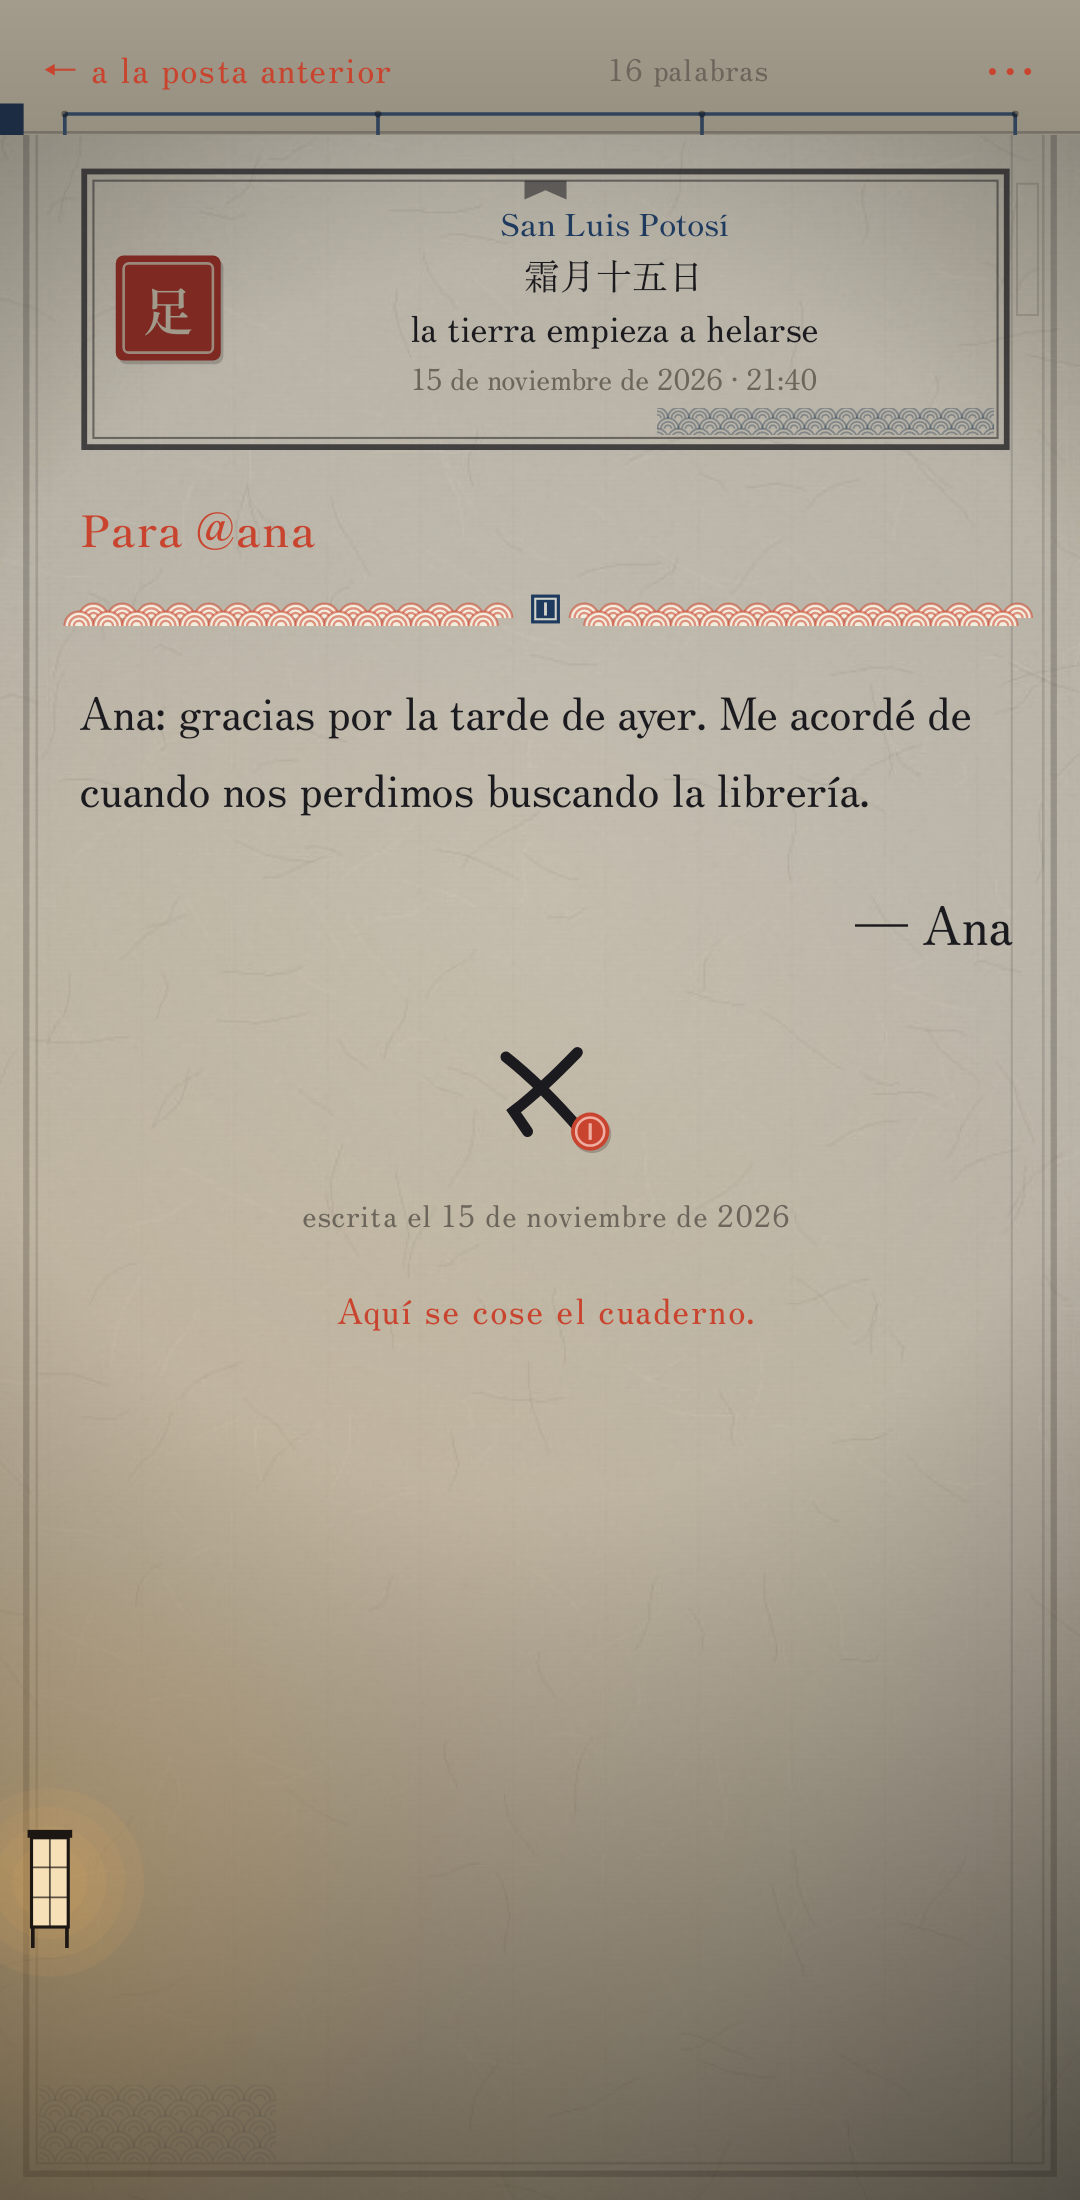 ← a la posta anterior
16 palabras
San Luis Potosí
足
霜月十五日
la tierra empieza a helarse
15 de noviembre de 2026 · 21:40
Para @ana
Ana: gracias por la tarde de ayer. Me acordé de
cuando nos perdimos buscando la librería.
— Ana
escrita el 15 de noviembre de 2026
Aquí se cose el cuaderno.